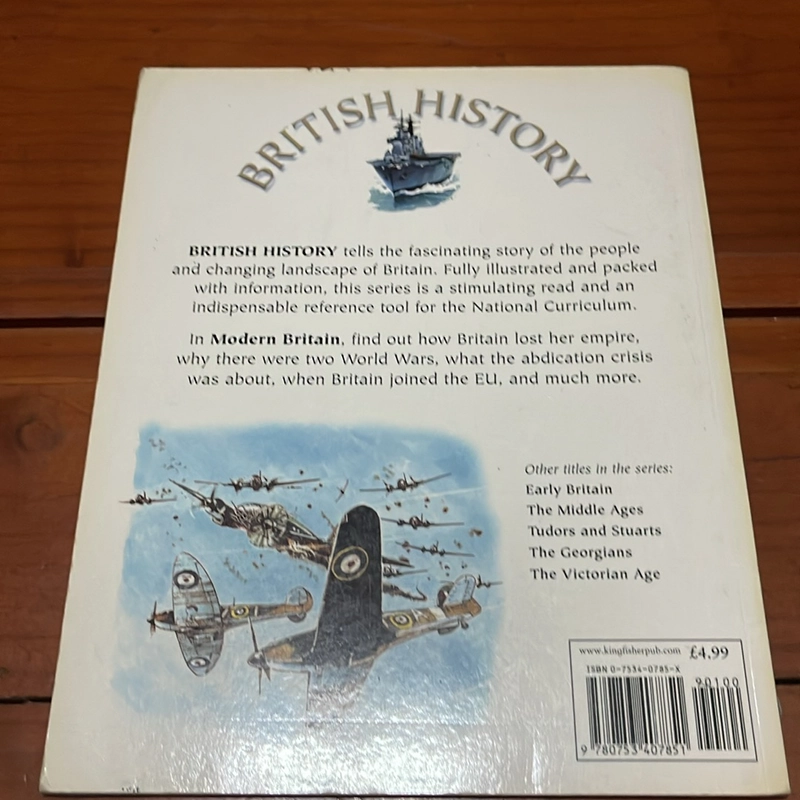 BRITISH HISTORY
BRITISH HISTORY tells the fascinating story of the people
and changing landscape of Britain. Fully illustrated and packed
with information, this series is a stimulating read and an
indispensable reference tool for the National Curriculum.
In Modern Britain, find out how Britain lost her empire,
why there were two World Wars, what the abdication crisis
was about, when Britain joined the EU, and much more.
Other titles in the series:
Early Britain
The Middle Ages
Tudors and Stuarts
The Georgians
The Victorian Age
www.kingfisherpub.com £4.99
ISBN 0-7534-0785-X
90100
9 780753 407851